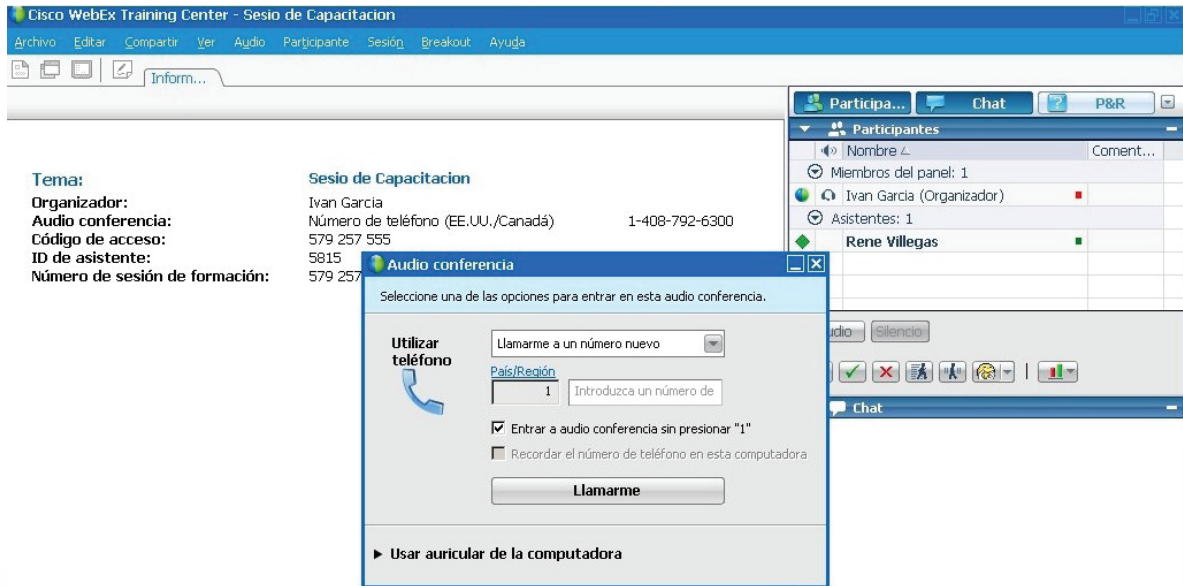 Cisco WebEx Training Center - Sesio de Capacitacion
Archivo Editar Compartir Ver Audio Participante Sesión Breakout Ayuda
Inform...
Participa... Chat P&R
Participantes
Nombre Coment...
Miembros del panel: 1
Ivan Garcia (Organizador)
Asistentes: 1
Rene Villegas
Silencio
Chat
Tema: Sesio de Capacitacion
Organizador: Ivan Garcia
Audio conferencia: Número de teléfono (EE.UU./Canadá) 1-408-792-6300
Código de acceso: 579 257 555
ID de asistente: 5815
Número de sesión de formación: 579 257
Audio conferencia
Seleccione una de las opciones para entrar en esta audio conferencia.
Utilizar teléfono
Llamarme a un número nuevo
País/Región
1 Introduzca un número de
Entrar a audio conferencia sin presionar "1"
Recordar el número de teléfono en esta computadora
Llamarme
Usar auricular de la computadora